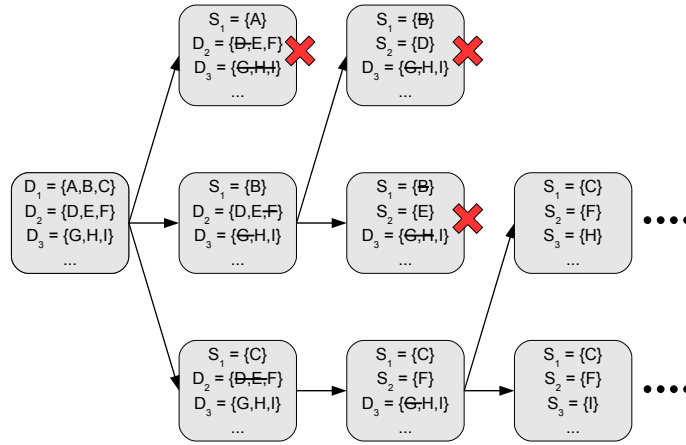 S1 = {A}
D2 = {D,E,F}
D3 = {G,H,I}
...
S1 = {B}
S2 = {D}
D3 = {G,H,I}
...
D1 = {A,B,C}
D2 = {D,E,F}
D3 = {G,H,I}
...
S1 = {B}
D2 = {D,E,F}
D3 = {G,H,I}
...
S1 = {B}
S2 = {E}
D3 = {G,H,I}
...
S1 = {C}
S2 = {F}
S3 = {H}
...
S1 = {C}
D2 = {D,E,F}
D3 = {G,H,I}
...
S1 = {C}
S2 = {F}
D3 = {G,H,I}
...
S1 = {C}
S2 = {F}
S3 = {I}
...